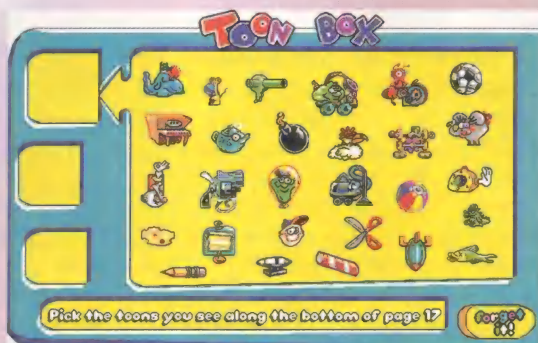 TOON BOX
Pick the toons you see along the bottom of page 17
Forget it!